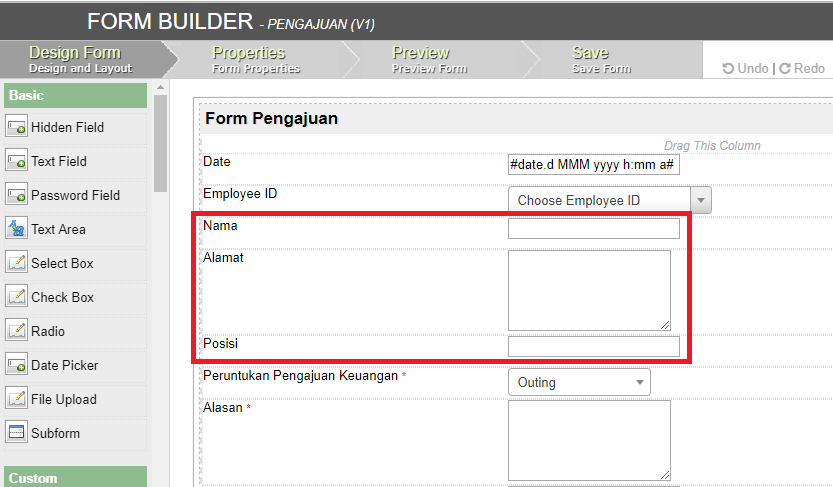 FORM BUILDER - PENGAJUAN (V1)
Design Form
Design and Layout
Properties
Form Properties
Preview
Preview Form
Save
Save Form
Undo | Redo
Basic
Hidden Field
Text Field
Password Field
Text Area
Select Box
Check Box
Radio
Date Picker
File Upload
Subform
Custom
Form Pengajuan
Drag This Column
Date
#date.d MMM yyyy h:mm a#
Employee ID
Choose Employee ID
Nama
Alamat
Posisi
Peruntukan Pengajuan Keuangan *
Outing
Alasan *